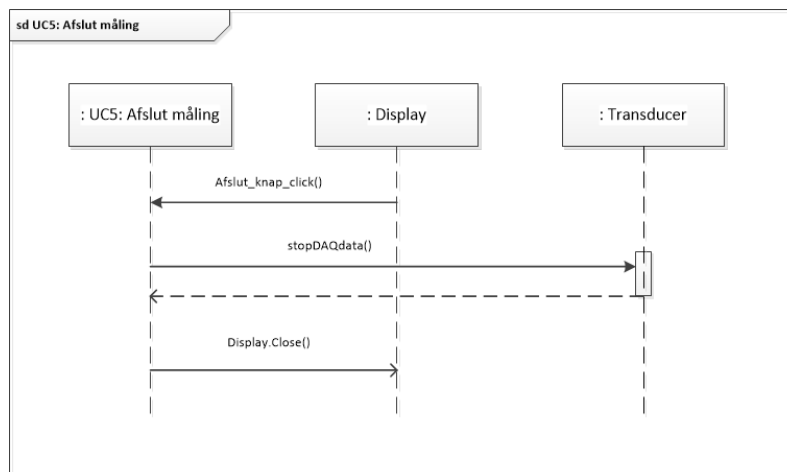 sd UC5: Afslut måling
: UC5: Afslut måling
: Display
: Transducer
Afslut_knap_click()
stopDAQdata()
Display.Close()